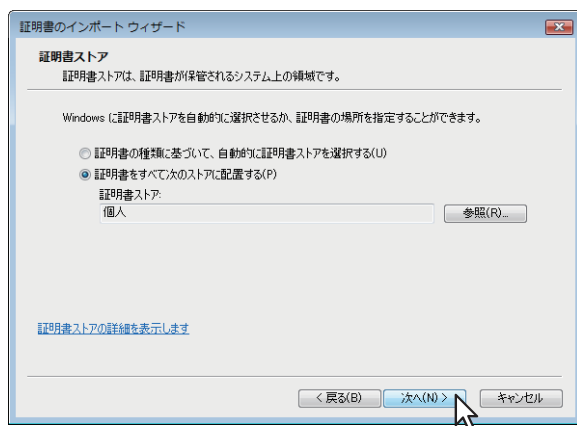 証明書のインポート ウィザード
証明書ストア
証明書ストアは、証明書が保管されるシステム上の領域です。
Windows に証明書ストアを自動的に選択させるか、証明書の場所を指定することができます。
証明書の種類に基づいて、自動的に証明書ストアを選択する(U)
証明書をすべて次のストアに配置する(P)
証明書ストア:
個人
参照(R)...
証明書ストアの詳細を表示します
< 戻る(B)
次へ(N) >
キャンセル